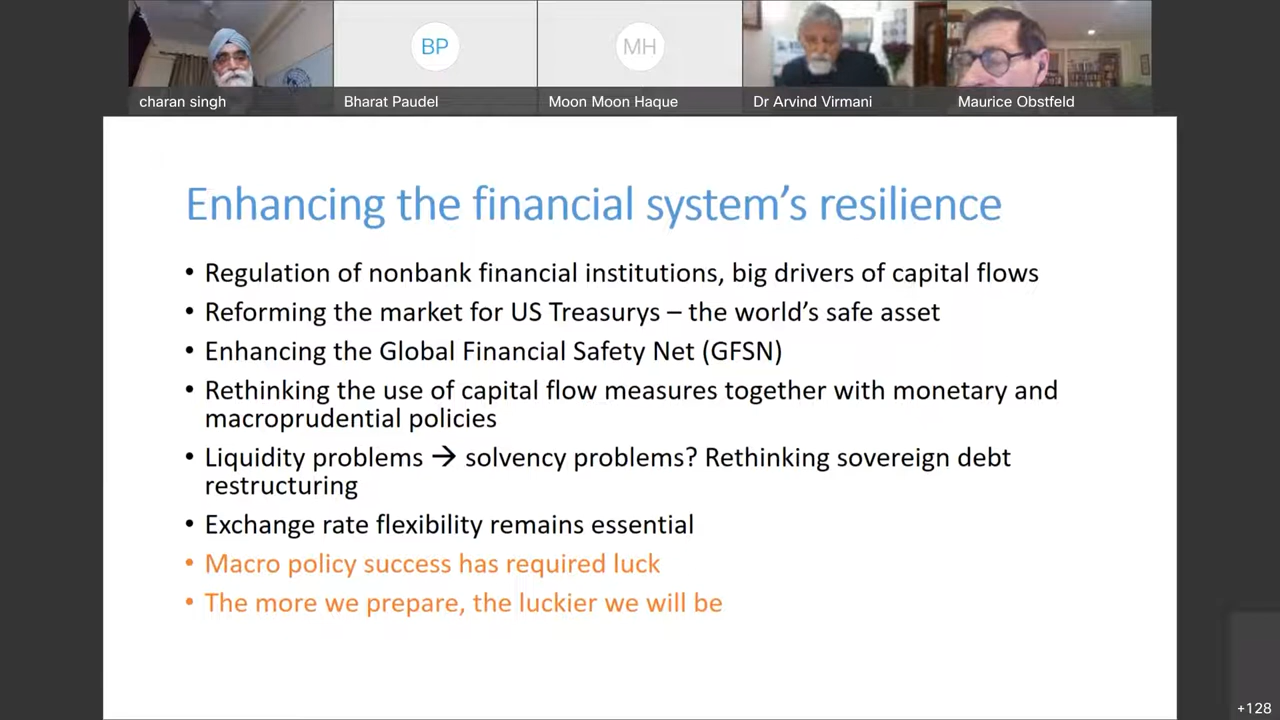 BP
MH
charan singh
Bharat Paudel
Moon Moon Haque
Dr Arvind Virmani
Maurice Obstfeld
Enhancing the financial system's resilience
• Regulation of nonbank financial institutions, big drivers of capital flows
• Reforming the market for US Treasurys – the world's safe asset
• Enhancing the Global Financial Safety Net (GFSN)
• Rethinking the use of capital flow measures together with monetary and
macroprudential policies
• Liquidity problems → solvency problems? Rethinking sovereign debt
restructuring
• Exchange rate flexibility remains essential
• Macro policy success has required luck
• The more we prepare, the luckier we will be
+128